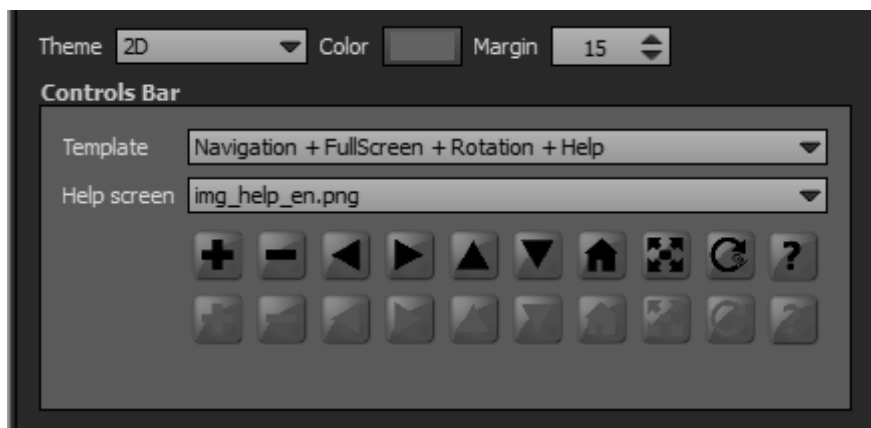 Theme 2D Color Margin 15
Controls Bar
Template Navigation + FullScreen + Rotation + Help
Help screen img_help_en.png
?
?